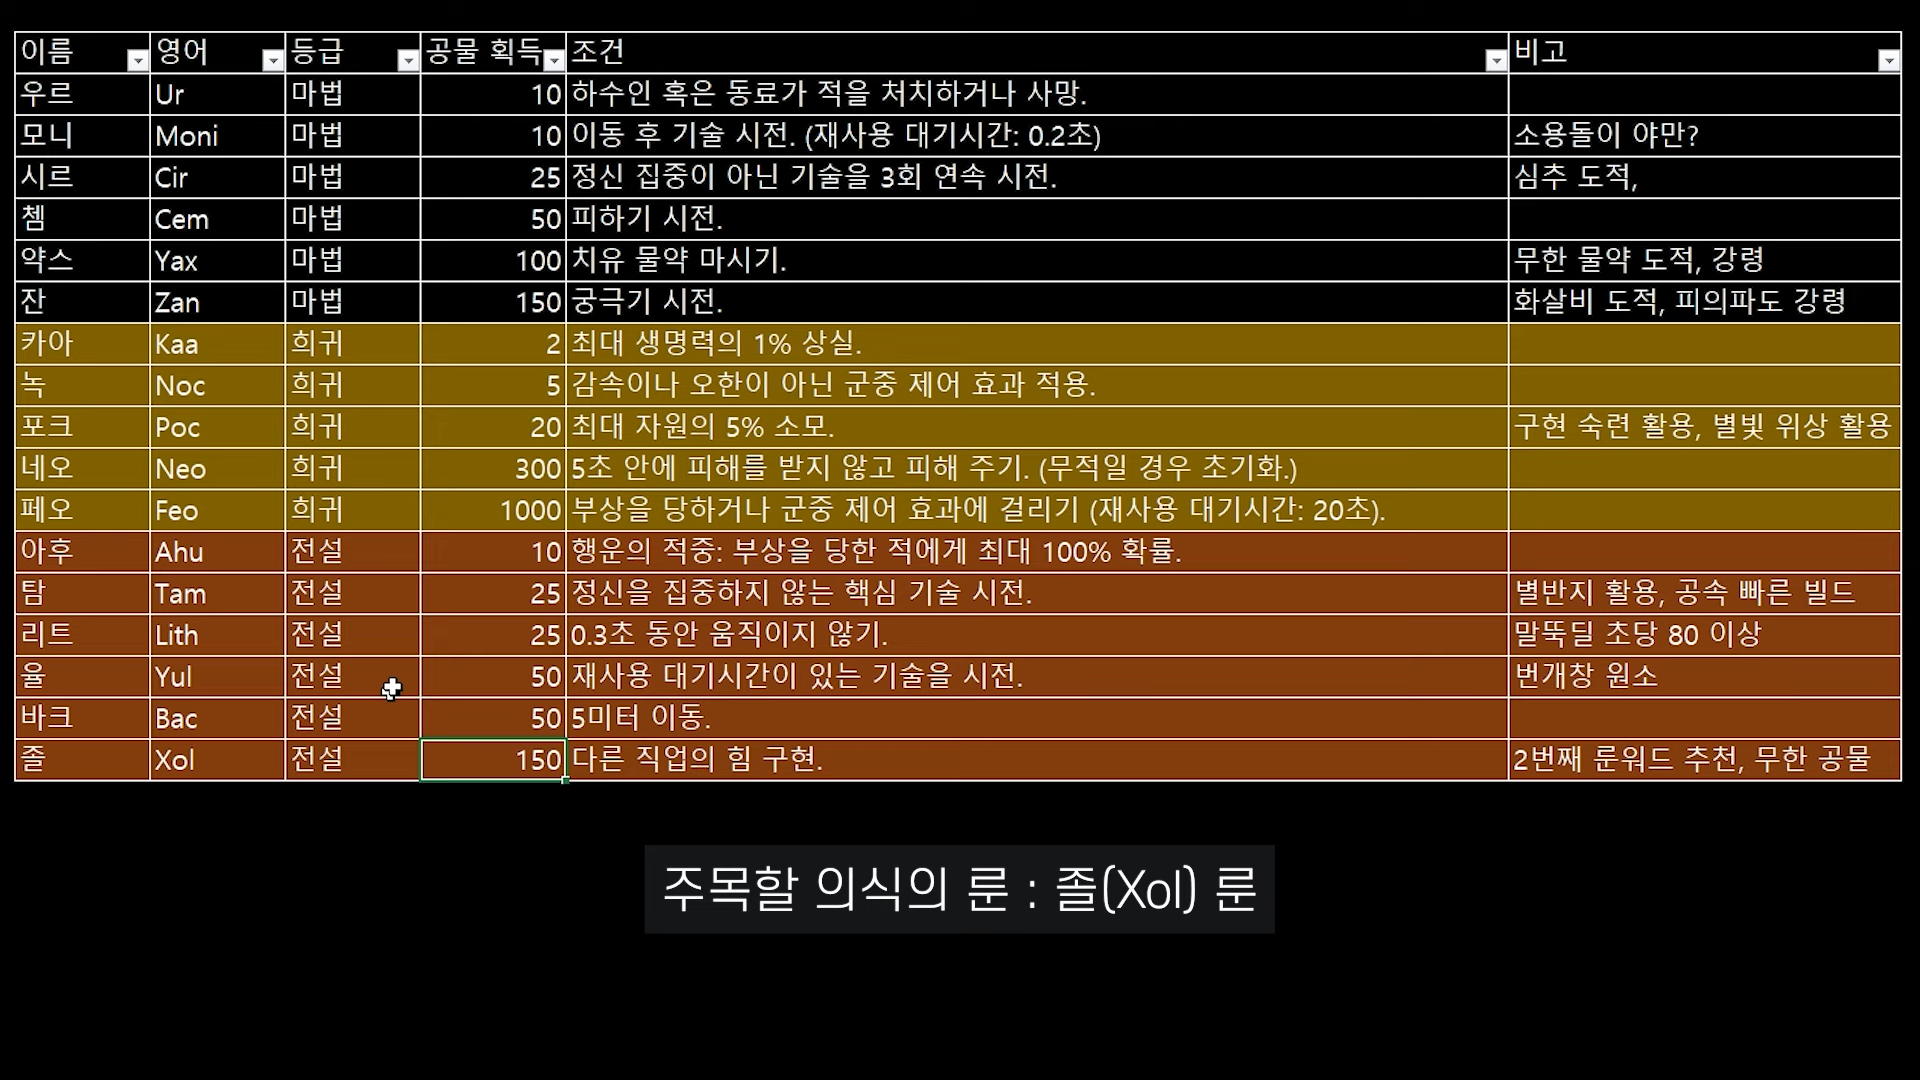 이름 영어 등급 공물 획득 조건 비고
우르 Ur 마법 10 하수인 혹은 동료가 적을 처치하거나 사망.
모니 Moni 마법 10 이동 후 기술 시전. (재사용 대기시간: 0.2초) 소용돌이 야만?
시르 Cir 마법 25 정신 집중이 아닌 기술을 3회 연속 시전. 심추 도적,
쳄 Cem 마법 50 피하기 시전.
약스 Yax 마법 100 치유 물약 마시기. 무한 물약 도적, 강령
잔 Zan 마법 150 궁극기 시전. 화살비 도적, 피의파도 강령
카아 Kaa 희귀 2 최대 생명력의 1% 상실.
녹 Noc 희귀 5 감속이나 오한이 아닌 군중 제어 효과 적용.
포크 Poc 희귀 20 최대 자원의 5% 소모. 구현 숙련 활용, 별빛 위상 활용
네오 Neo 희귀 300 5초 안에 피해를 받지 않고 피해 주기. (무적일 경우 초기화.)
페오 Feo 희귀 1000 부상을 당하거나 군중 제어 효과에 걸리기 (재사용 대기시간: 20초).
아후 Ahu 전설 10 행운의 적중: 부상을 당한 적에게 최대 100% 확률.
탐 Tam 전설 25 정신을 집중하지 않는 핵심 기술 시전. 별반지 활용, 공속 빠른 빌드
리트 Lith 전설 25 0.3초 동안 움직이지 않기. 말뚝딜 초당 80 이상
율 Yul 전설 50 재사용 대기시간이 있는 기술을 시전. 번개창 원소
바크 Bac 전설 50 5미터 이동.
졸 Xol 전설 150 다른 직업의 힘 구현. 2번째 룬워드 추천, 무한 공물
주목할 의식의 룬 : 졸(Xol) 룬